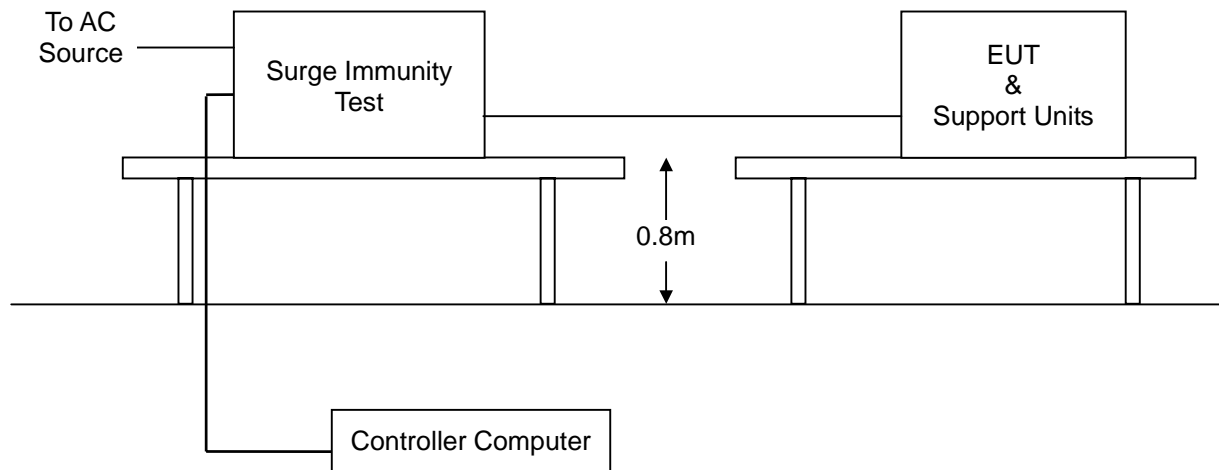 To AC
Source
Surge Immunity
Test
EUT
&
Support Units
0.8m
Controller Computer